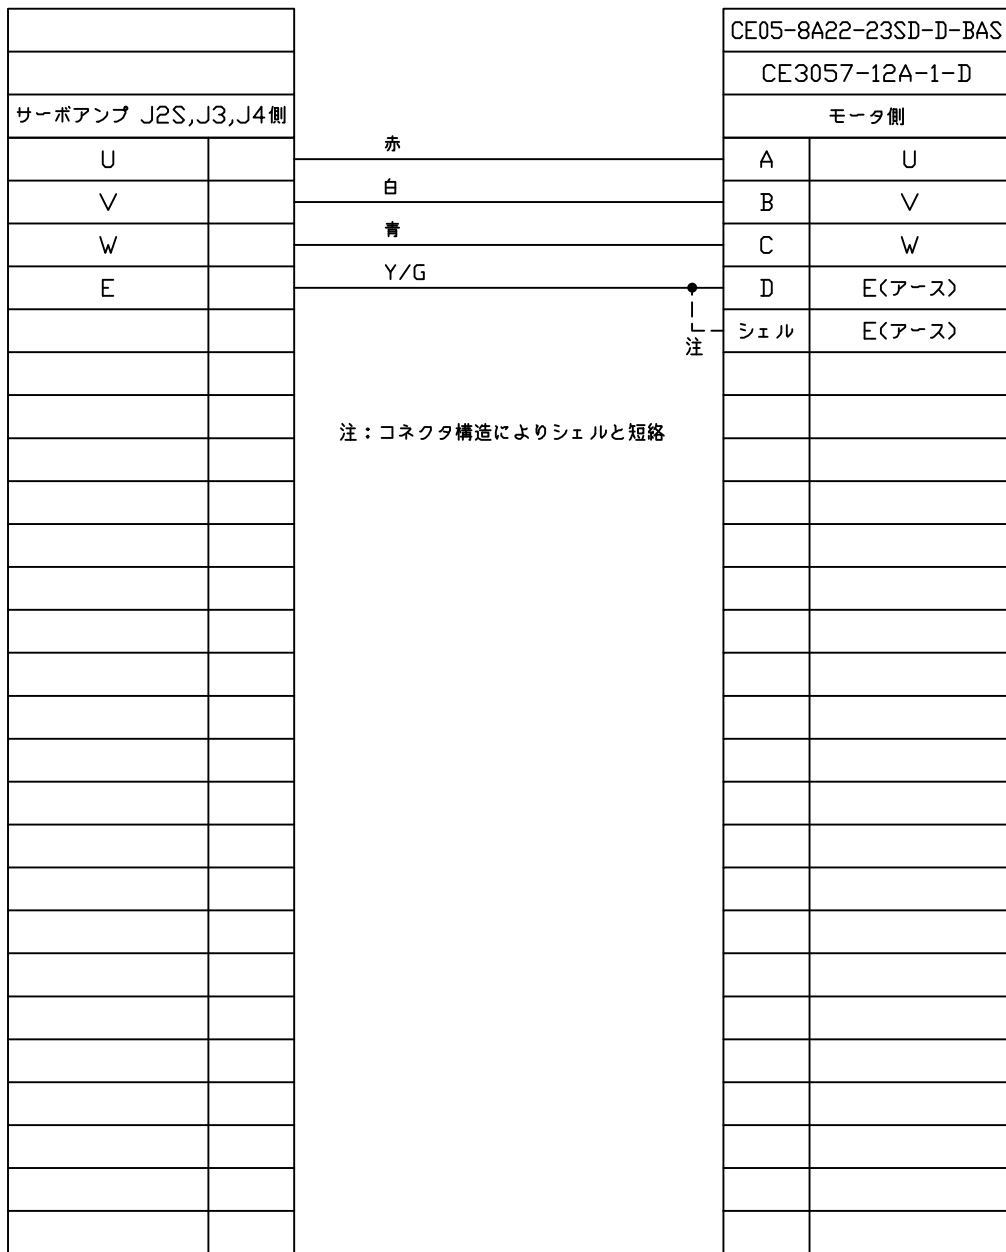 CE05-8A22-23SD-D-BAS
CE3057-12A-1-D
サーボアンプ J2S,J3,J4側
モータ側
U 赤 A U
V 白 B V
W 青 C W
E Y/G D E(アース)
シェル E(アース)
注
注：コネクタ構造によりシェルと短絡